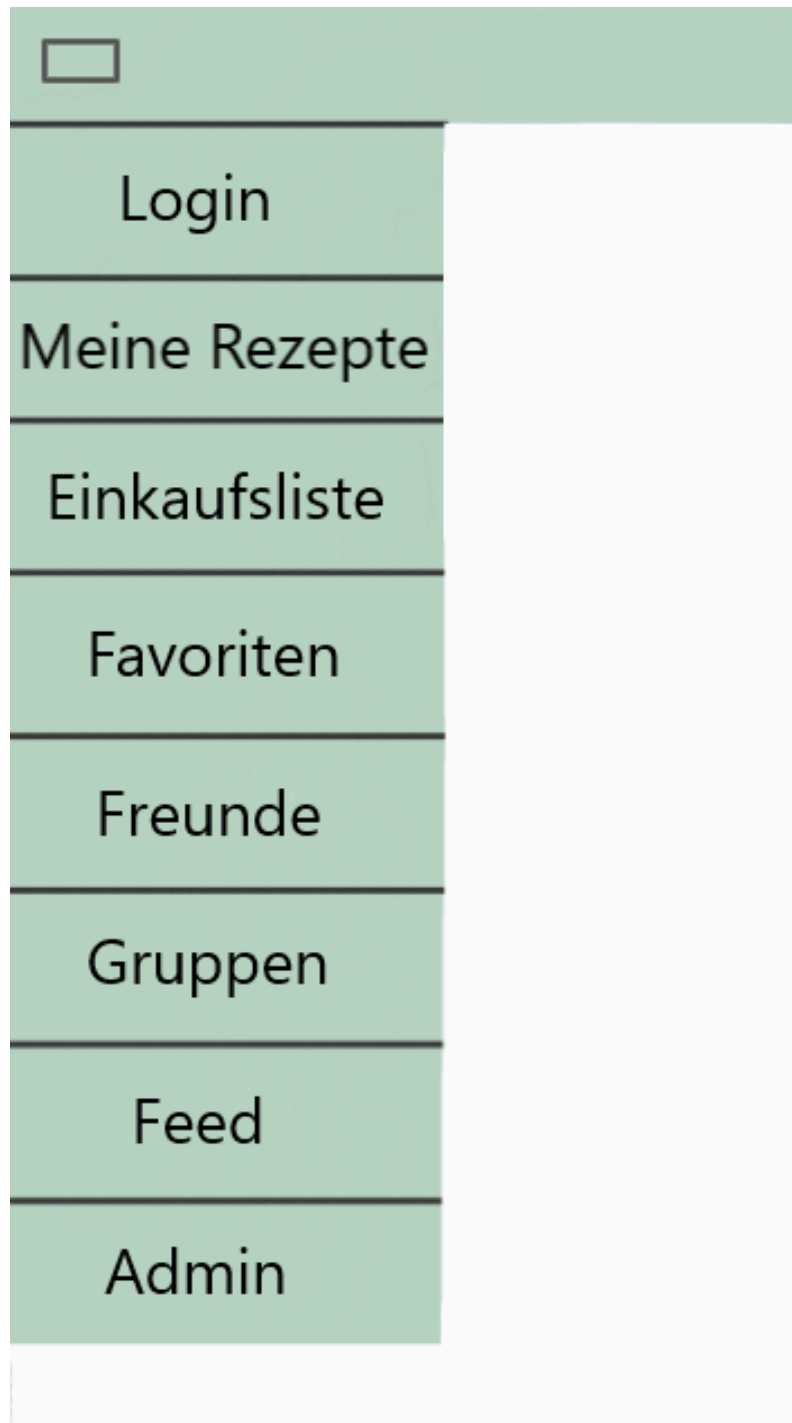 Login
Meine Rezepte
Einkaufsliste
Favoriten
Freunde
Gruppen
Feed
Admin